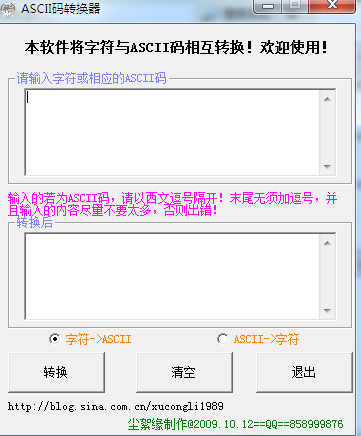 ASCII码转换器
本软件将字符与ASCII码相互转换！欢迎使用！
请输入字符或相应的ASCII码
输入的若为ASCII码，请以西文逗号隔开！末尾无须加逗号，并
且输入的内容尽量不要太多，否则出错！
转换后
字符->ASCII
ASCII->字符
转换
清空
退出
http://blog.sina.com.cn/xucongli1989
尘絮缘制作@2009.10.12==QQ==858999876